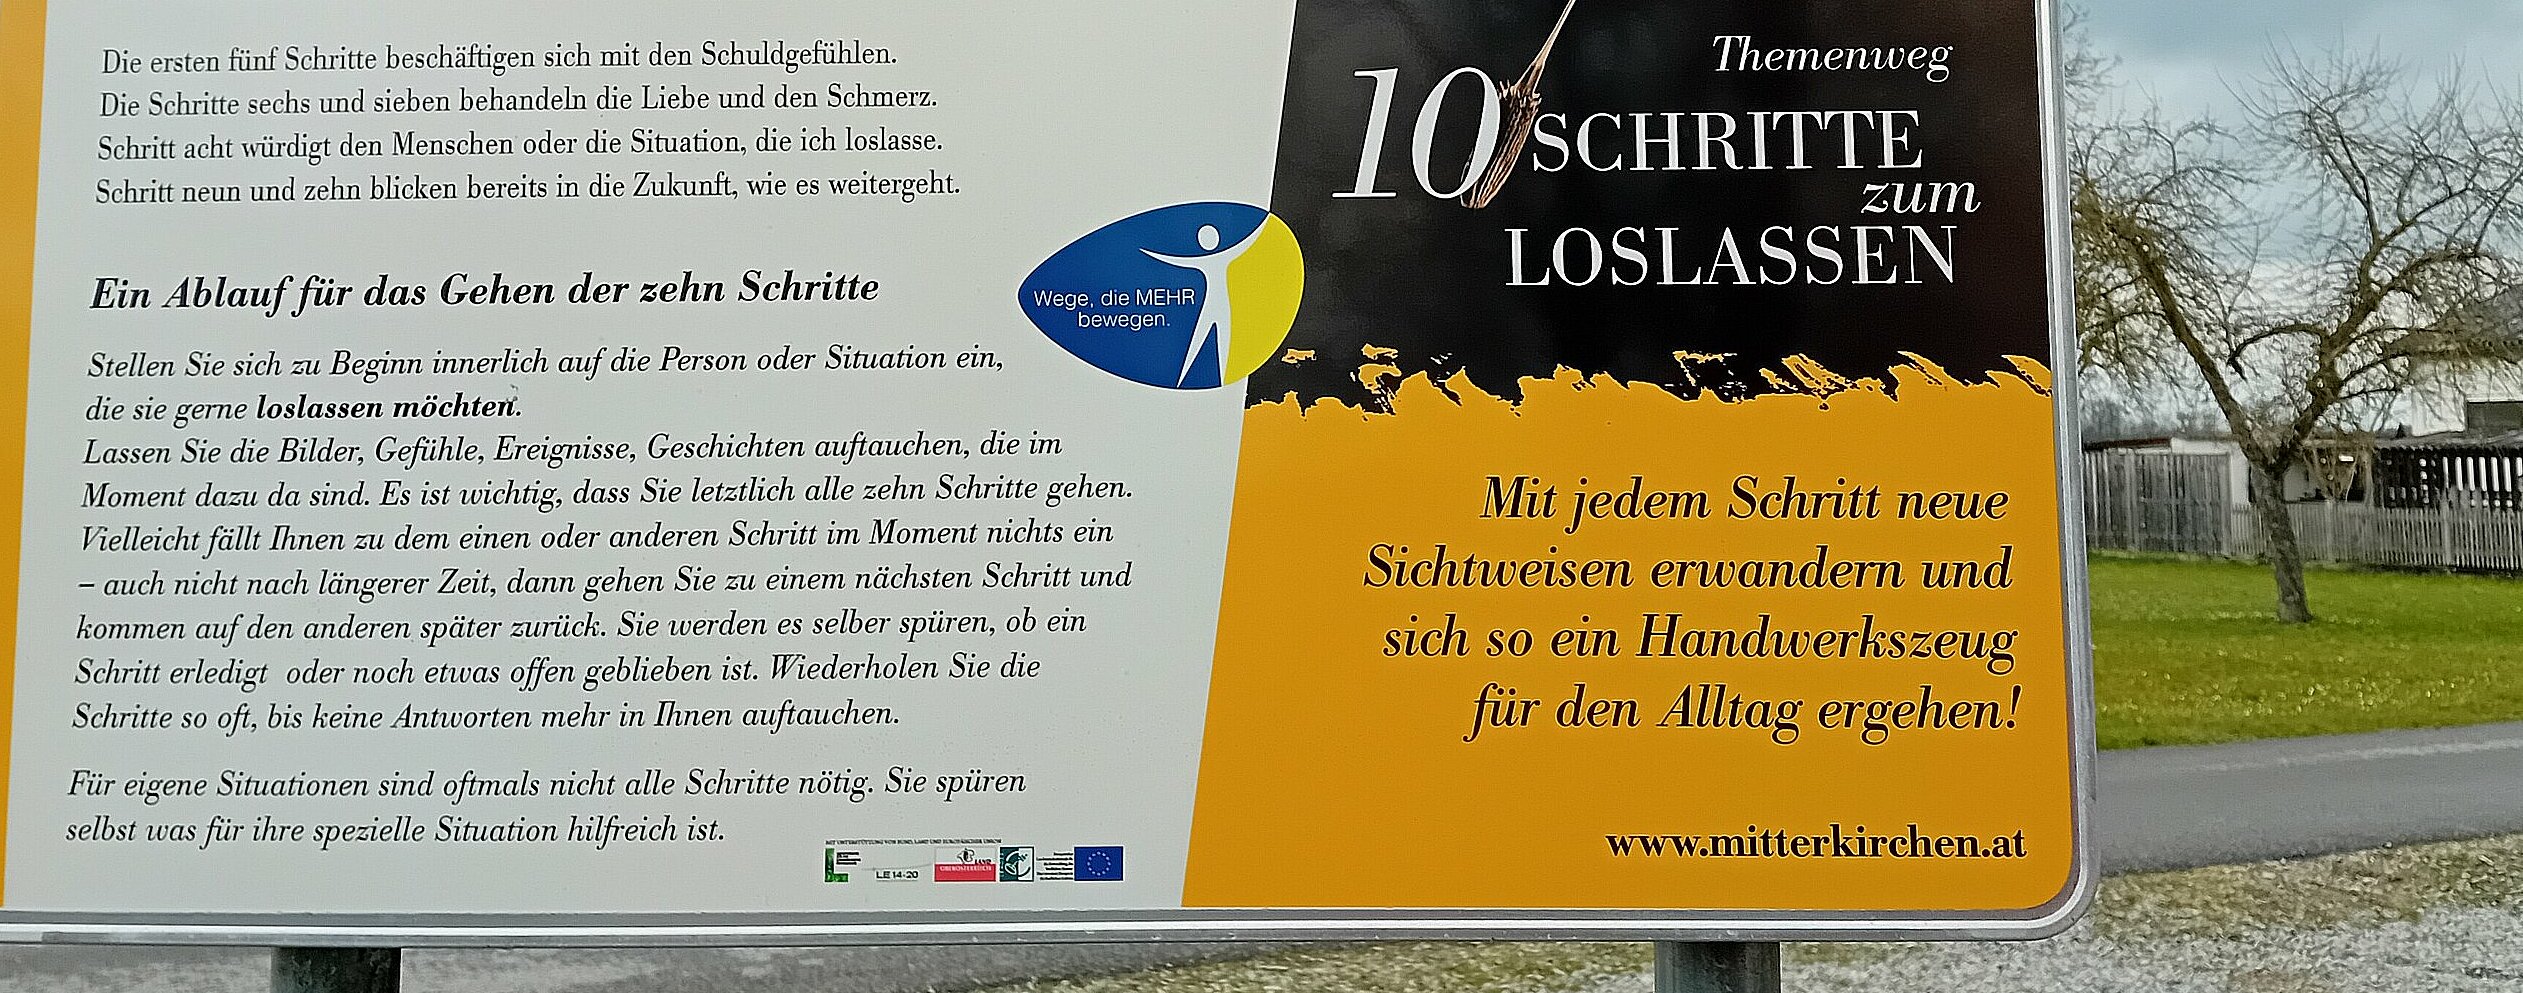 Die ersten fünf Schritte beschäftigen sich mit den Schuldgefühlen.
Die Schritte sechs und sieben behandeln die Liebe und den Schmerz.
Schritt acht würdigt den Menschen oder die Situation, die ich loslasse.
Schritt neun und zehn blicken bereits in die Zukunft, wie es weitergeht.
Ein Ablauf für das Gehen der zehn Schritte
Stellen Sie sich zu Beginn innerlich auf die Person oder Situation ein,
die sie gerne loslassen möchten.
Lassen Sie die Bilder, Gefühle, Ereignisse, Geschichten auftauchen, die im
Moment dazu da sind. Es ist wichtig, dass Sie letztlich alle zehn Schritte gehen.
Vielleicht fällt Ihnen zu dem einen oder anderen Schritt im Moment nichts ein
– auch nicht nach längerer Zeit, dann gehen Sie zu einem nächsten Schritt und
kommen auf den anderen später zurück. Sie werden es selber spüren, ob ein
Schritt erledigt oder noch etwas offen geblieben ist. Wiederholen Sie die
Schritte so oft, bis keine Antworten mehr in Ihnen auftauchen.
Für eigene Situationen sind oftmals nicht alle Schritte nötig. Sie spüren
selbst was für ihre spezielle Situation hilfreich ist.
MIT UNTERSTÜTZUNG VON BUND, LAND UND EUROPÄISCHER UNION
LE 14-20
LAND
OBERÖSTERREICH
Wege, die MEHR
bewegen.
Themenweg
10 SCHRITTE
zum
LOSLASSEN
Mit jedem Schritt neue
Sichtweisen erwandern und
sich so ein Handwerkszeug
für den Alltag ergehen!
www.mitterkirchen.at